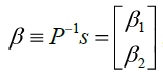 β ≡ P⁻¹s = [β₁
β₂]